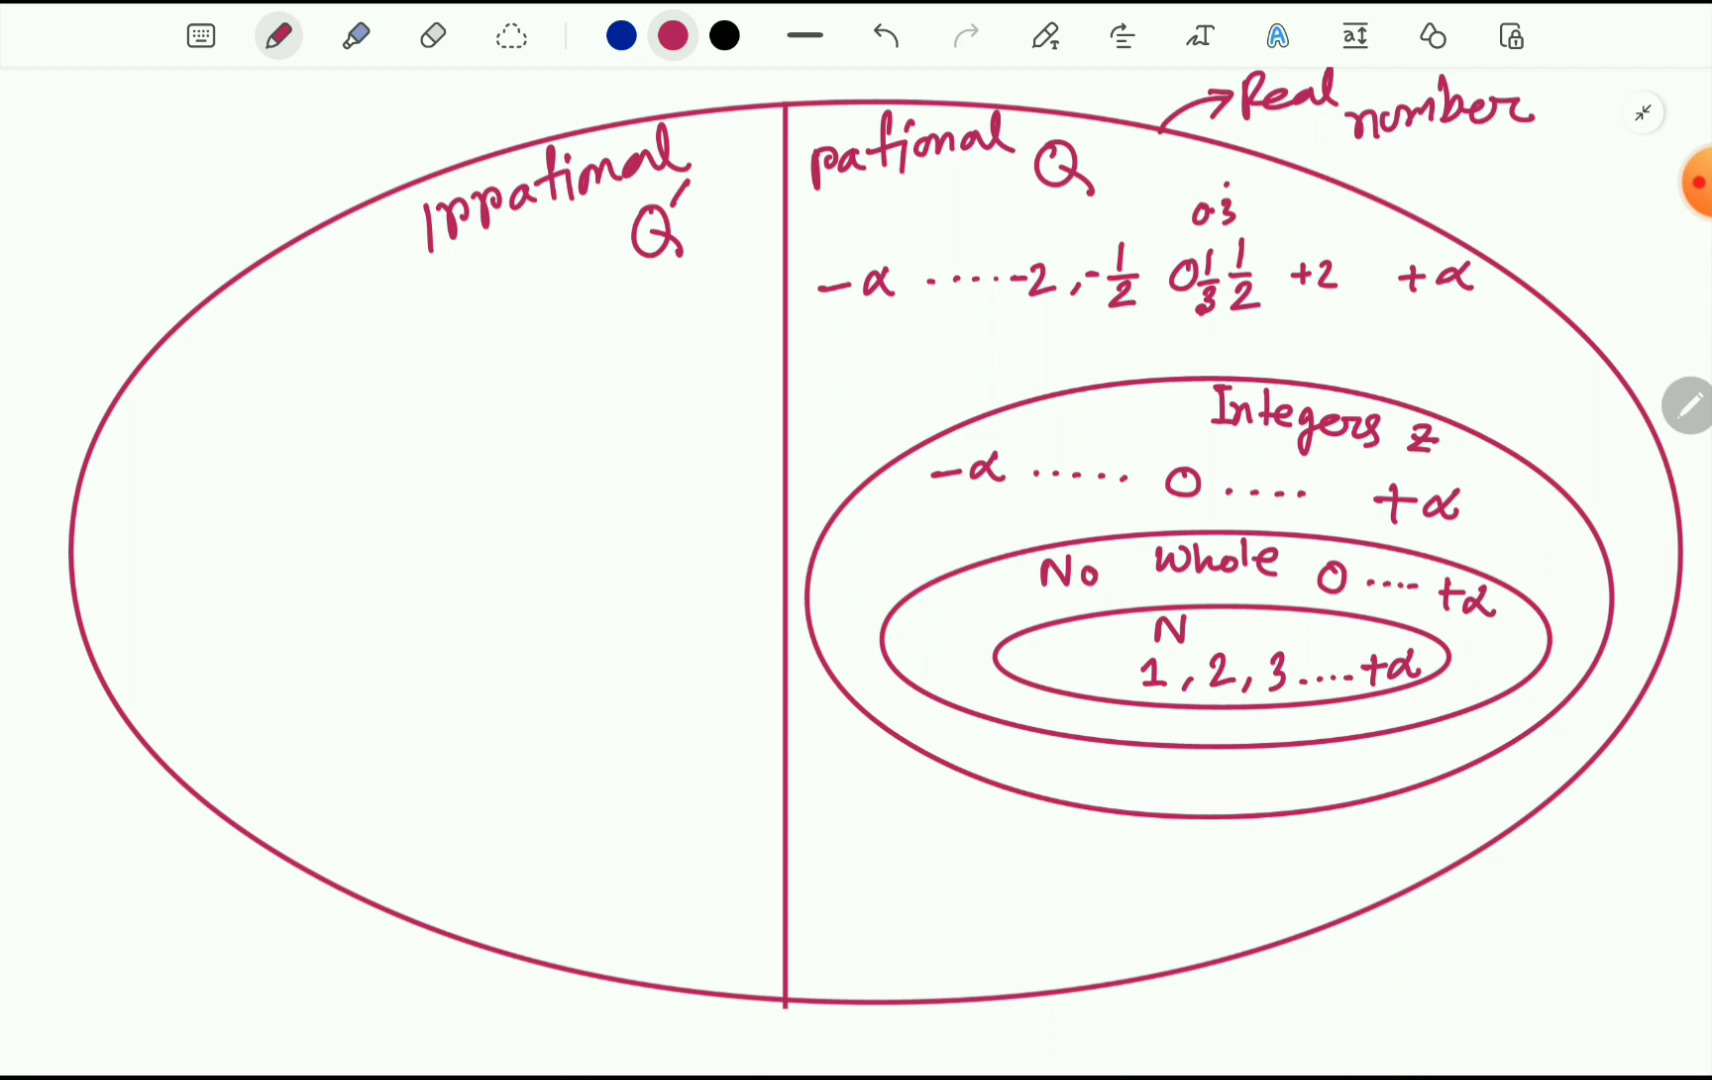 Real number
Irrational
Q′
rational Q
0.3̇
-α ..... -2, -1/2 0 1/3 1/2 +2 +α
Integers z
-α ...... 0 .... +α
No Whole 0 .... +α
N
1, 2, 3 ..... +α